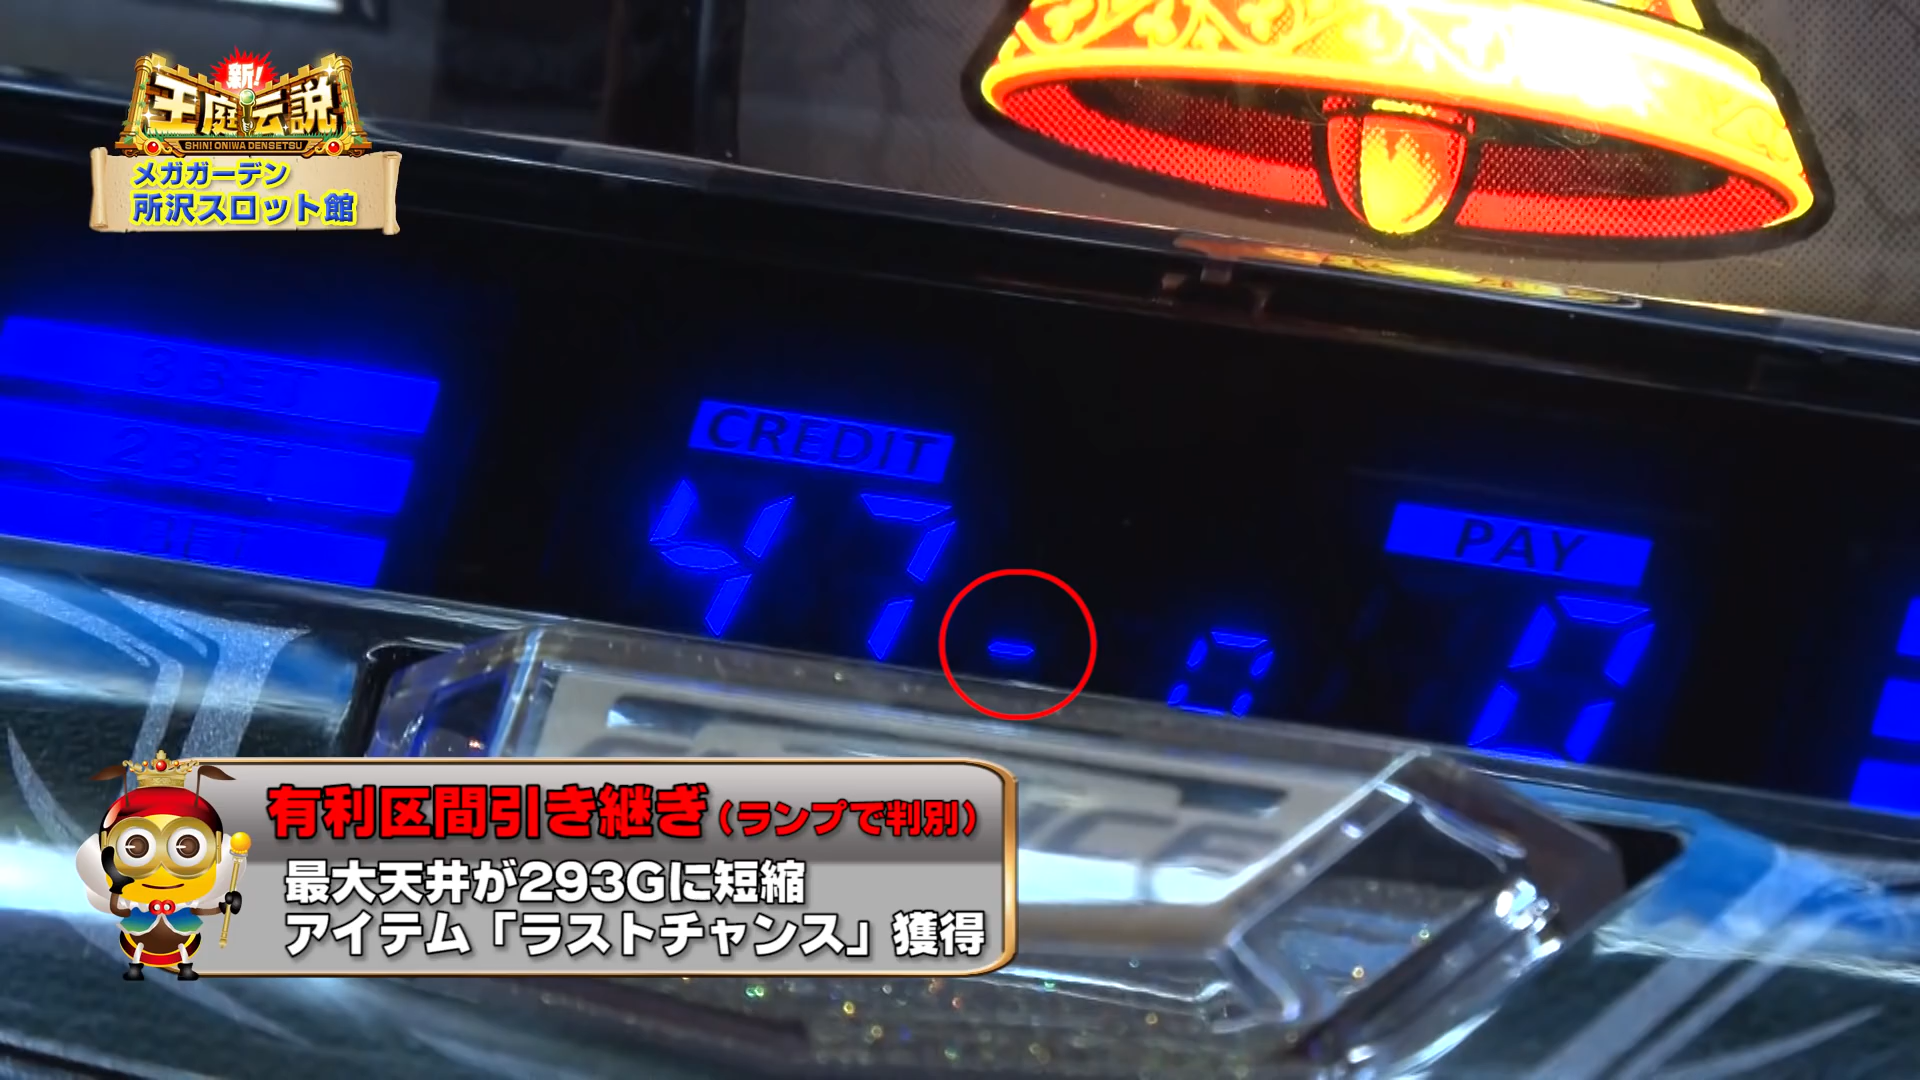 新!
王庭伝説
SHIN! ONIWA DENSETSU
メガガーデン
所沢スロット館
3BET
2BET
1BET
CREDIT
47
PAY
0
有利区間引き継ぎ(ランプで判別)
最大天井が293Gに短縮
アイテム「ラストチャンス」獲得